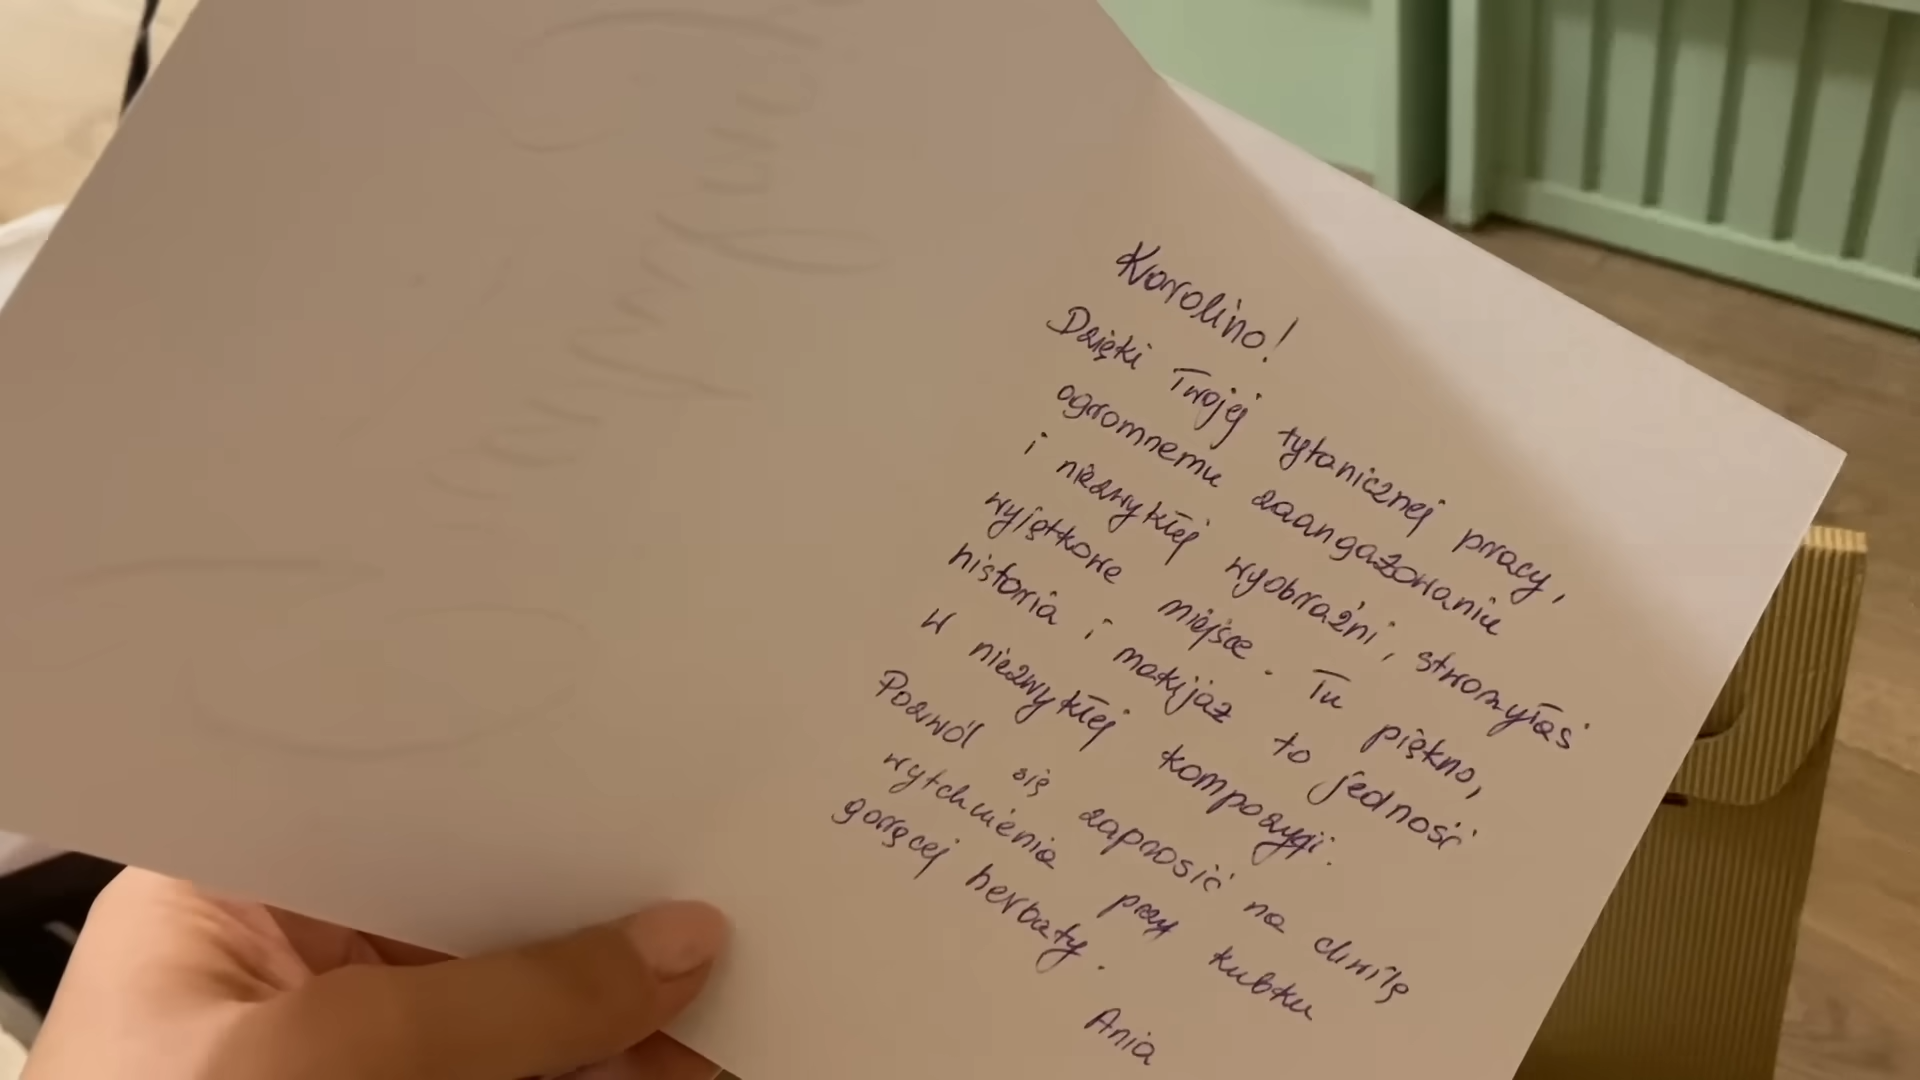 Karolino!
Dzięki Twojej tytanicznej pracy,
ogromnemu zaangażowaniu
i niezwykłej wyobraźni, stworzyłaś
wyjątkowe miejsce. Tu piękno,
historia i makijaż to jedność
w niezwykłej kompozycji.
Pozwól się zaprosić na chwilę
wytchnienia przy kubku
gorącej herbaty.
Ania